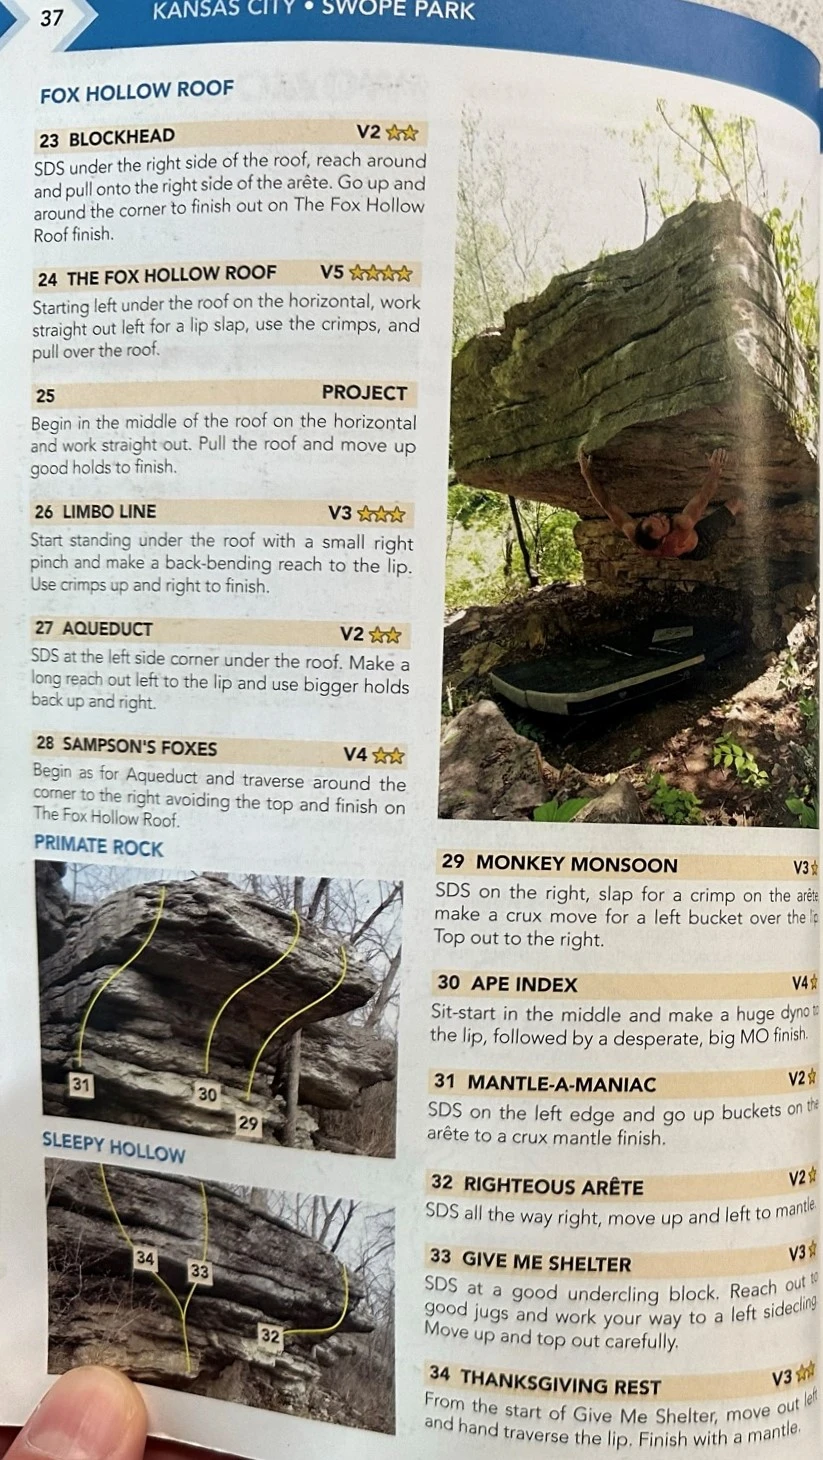 37
KANSAS CITY • SWOPE PARK
FOX HOLLOW ROOF
23 BLOCKHEAD V2
SDS under the right side of the roof, reach around
and pull onto the right side of the arête. Go up and
around the corner to finish out on The Fox Hollow
Roof finish.
24 THE FOX HOLLOW ROOF V5
Starting left under the roof on the horizontal, work
straight out left for a lip slap, use the crimps, and
pull over the roof.
25 PROJECT
Begin in the middle of the roof on the horizontal
and work straight out. Pull the roof and move up
good holds to finish.
26 LIMBO LINE V3
Start standing under the roof with a small right
pinch and make a back-bending reach to the lip.
Use crimps up and right to finish.
27 AQUEDUCT V2
SDS at the left side corner under the roof. Make a
long reach out left to the lip and use bigger holds
back up and right.
28 SAMPSON'S FOXES V4
Begin as for Aqueduct and traverse around the
corner to the right avoiding the top and finish on
The Fox Hollow Roof.
PRIMATE ROCK
31
30
29
SLEEPY HOLLOW
34
33
32
29 MONKEY MONSOON V3
SDS on the right, slap for a crimp on the arête
make a crux move for a left bucket over the lip
Top out to the right.
30 APE INDEX V4
Sit-start in the middle and make a huge dyno to
the lip, followed by a desperate, big MO finish.
31 MANTLE-A-MANIAC V2
SDS on the left edge and go up buckets on the
arête to a crux mantle finish.
32 RIGHTEOUS ARÊTE V2
SDS all the way right, move up and left to mantle.
33 GIVE ME SHELTER V3
SDS at a good undercling block. Reach out to
good jugs and work your way to a left sidecling
Move up and top out carefully.
34 THANKSGIVING REST V3
From the start of Give Me Shelter, move out left
and hand traverse the lip. Finish with a mantle.